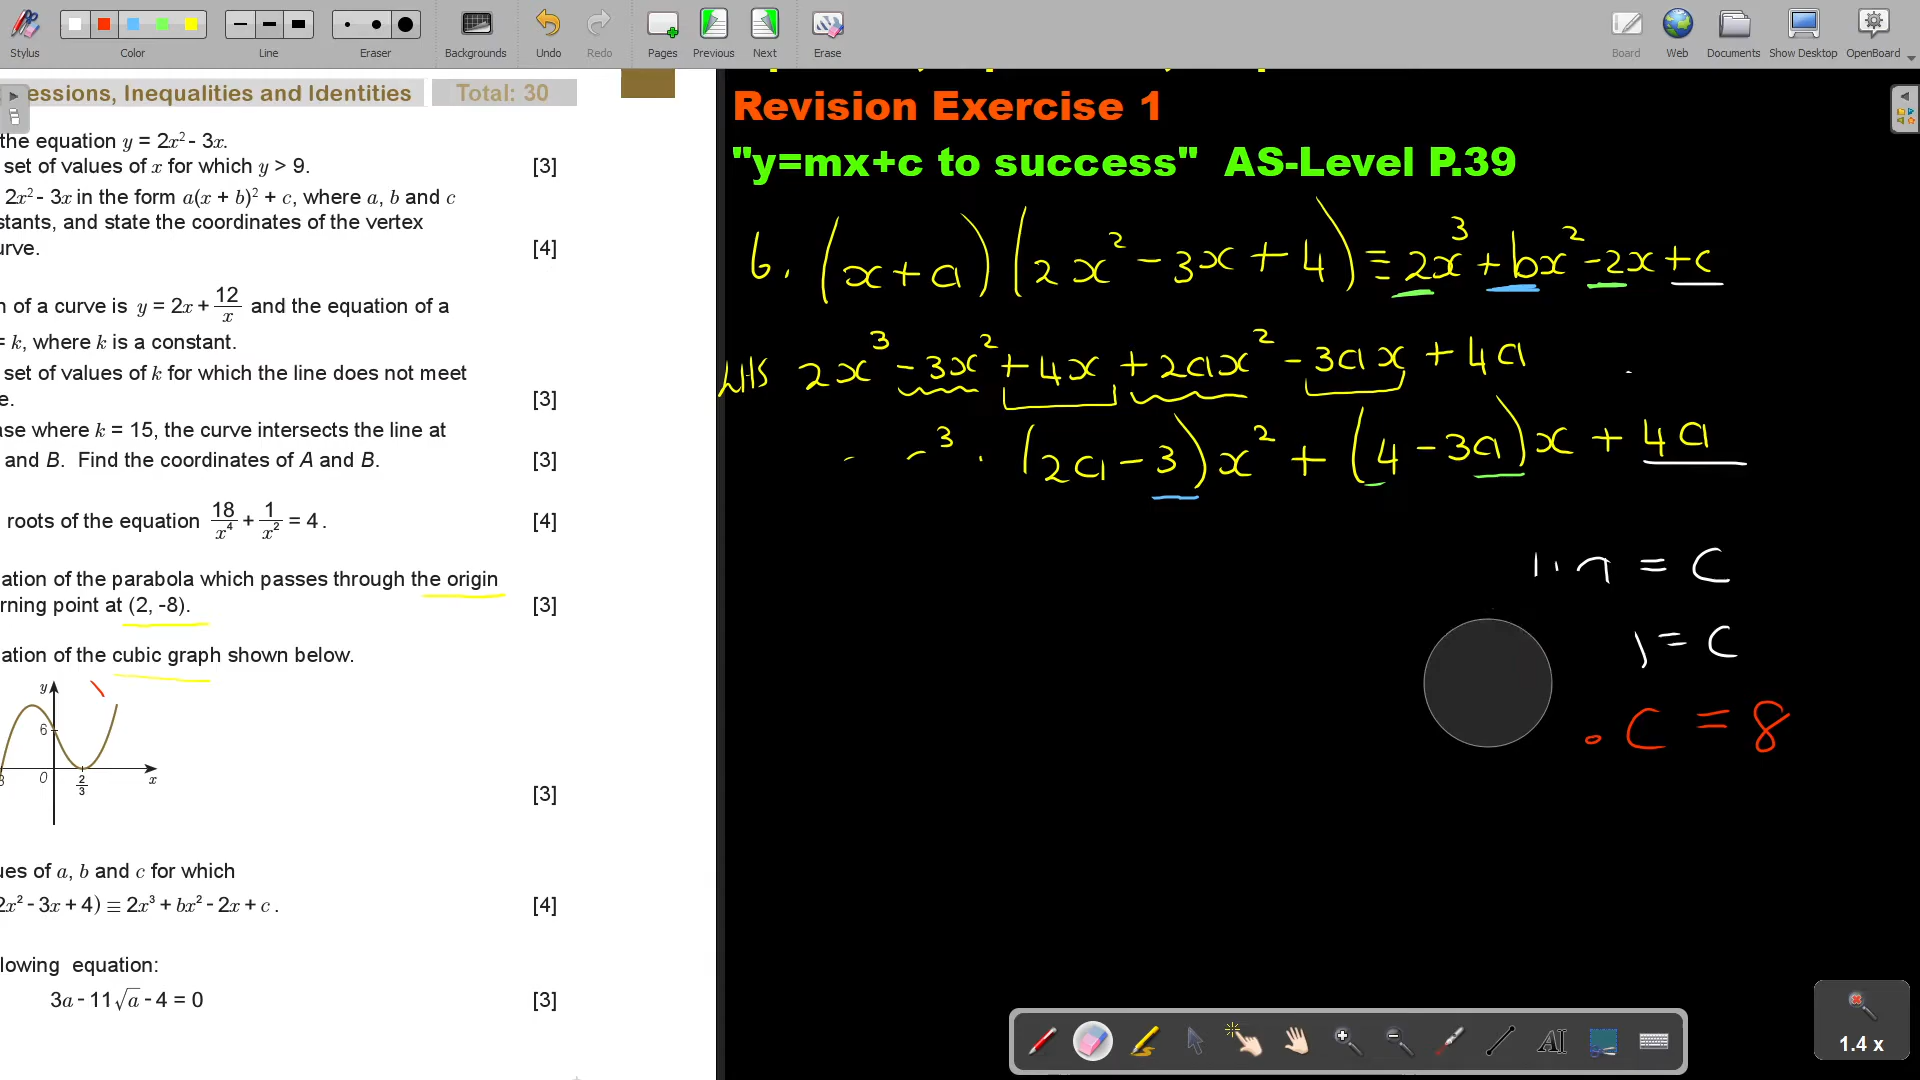 Stylus Color Line Eraser Backgrounds Undo Redo Pages Previous Next Erase Board Web Documents Show Desktop OpenBoard
essions, Inequalities and Identities Total: 30
the equation y = 2x² - 3x.
set of values of x for which y > 9. [3]
2x² - 3x in the form a(x + b)² + c, where a, b and c
stants, and state the coordinates of the vertex
urve. [4]
n of a curve is y = 2x + 12/x and the equation of a
= k, where k is a constant.
set of values of k for which the line does not meet
e. [3]
ase where k = 15, the curve intersects the line at
and B. Find the coordinates of A and B. [3]
roots of the equation 18/x⁴ + 1/x² = 4 . [4]
ation of the parabola which passes through the origin
rning point at (2, -8). [3]
ation of the cubic graph shown below.
y
6
0 2/3 x
[3]
ues of a, b and c for which
2x² - 3x + 4) ≡ 2x³ + bx² - 2x + c . [4]
llowing equation:
3a - 11√a - 4 = 0 [3]
Revision Exercise 1
"y=mx+c to success" AS-Level P.39
6. (x+a)(2x² - 3x + 4) ≡ 2x³ + bx² - 2x + c
LHS 2x³ - 3x² + 4x + 2ax² - 3ax + 4a
(2a - 3)x² + (4 - 3a)x + 4a
= C
= C
C = 8
1.4 x